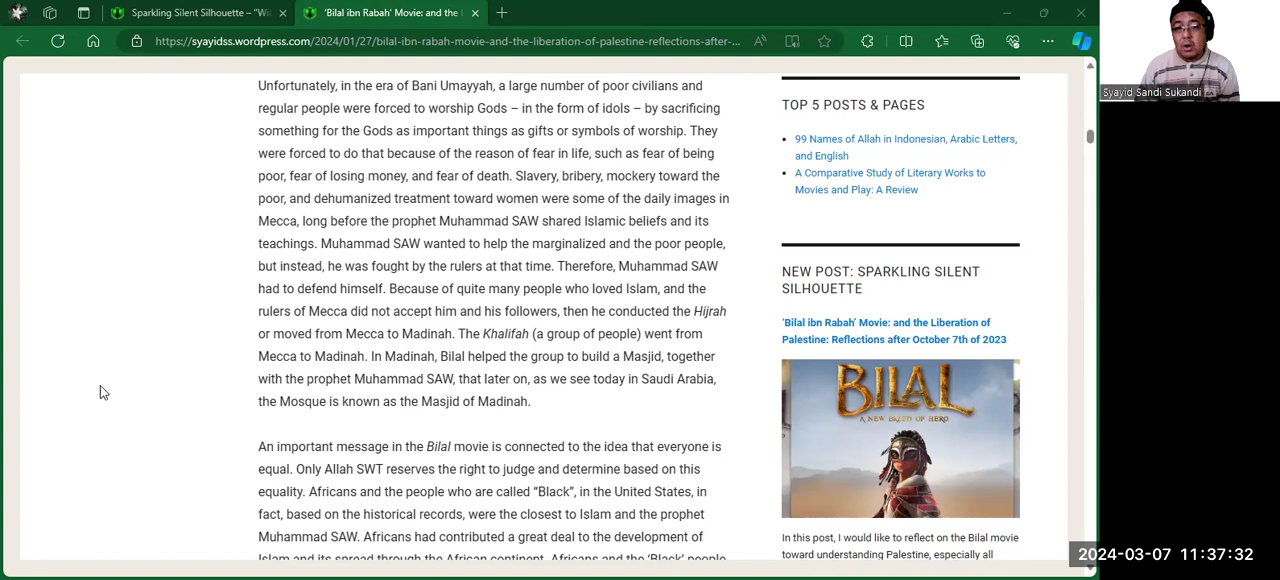 Sparkling Silent Silhouette – "Wi
'Bilal ibn Rabah' Movie: and the L
https://syayidss.wordpress.com/2024/01/27/bilal-ibn-rabah-movie-and-the-liberation-of-palestine-reflections-after-...
Syayid Sandi Sukandi
Unfortunately, in the era of Bani Umayyah, a large number of poor civilians and
regular people were forced to worship Gods – in the form of idols – by sacrificing
something for the Gods as important things as gifts or symbols of worship. They
were forced to do that because of the reason of fear in life, such as fear of being
poor, fear of losing money, and fear of death. Slavery, bribery, mockery toward the
poor, and dehumanized treatment toward women were some of the daily images in
Mecca, long before the prophet Muhammad SAW shared Islamic beliefs and its
teachings. Muhammad SAW wanted to help the marginalized and the poor people,
but instead, he was fought by the rulers at that time. Therefore, Muhammad SAW
had to defend himself. Because of quite many people who loved Islam, and the
rulers of Mecca did not accept him and his followers, then he conducted the Hijrah
or moved from Mecca to Madinah. The Khalifah (a group of people) went from
Mecca to Madinah. In Madinah, Bilal helped the group to build a Masjid, together
with the prophet Muhammad SAW, that later on, as we see today in Saudi Arabia,
the Mosque is known as the Masjid of Madinah.
An important message in the Bilal movie is connected to the idea that everyone is
equal. Only Allah SWT reserves the right to judge and determine based on this
equality. Africans and the people who are called "Black", in the United States, in
fact, based on the historical records, were the closest to Islam and the prophet
Muhammad SAW. Africans had contributed a great deal to the development of
Islam and its spread through the African continent. Africans and the 'Black' people
TOP 5 POSTS & PAGES
99 Names of Allah in Indonesian, Arabic Letters,
and English
A Comparative Study of Literary Works to
Movies and Play: A Review
NEW POST: SPARKLING SILENT
SILHOUETTE
'Bilal ibn Rabah' Movie: and the Liberation of
Palestine: Reflections after October 7th of 2023
BILAL
A NEW BREED OF HERO
In this post, I would like to reflect on the Bilal movie
toward understanding Palestine, especially all
2024-03-07 11:37:32